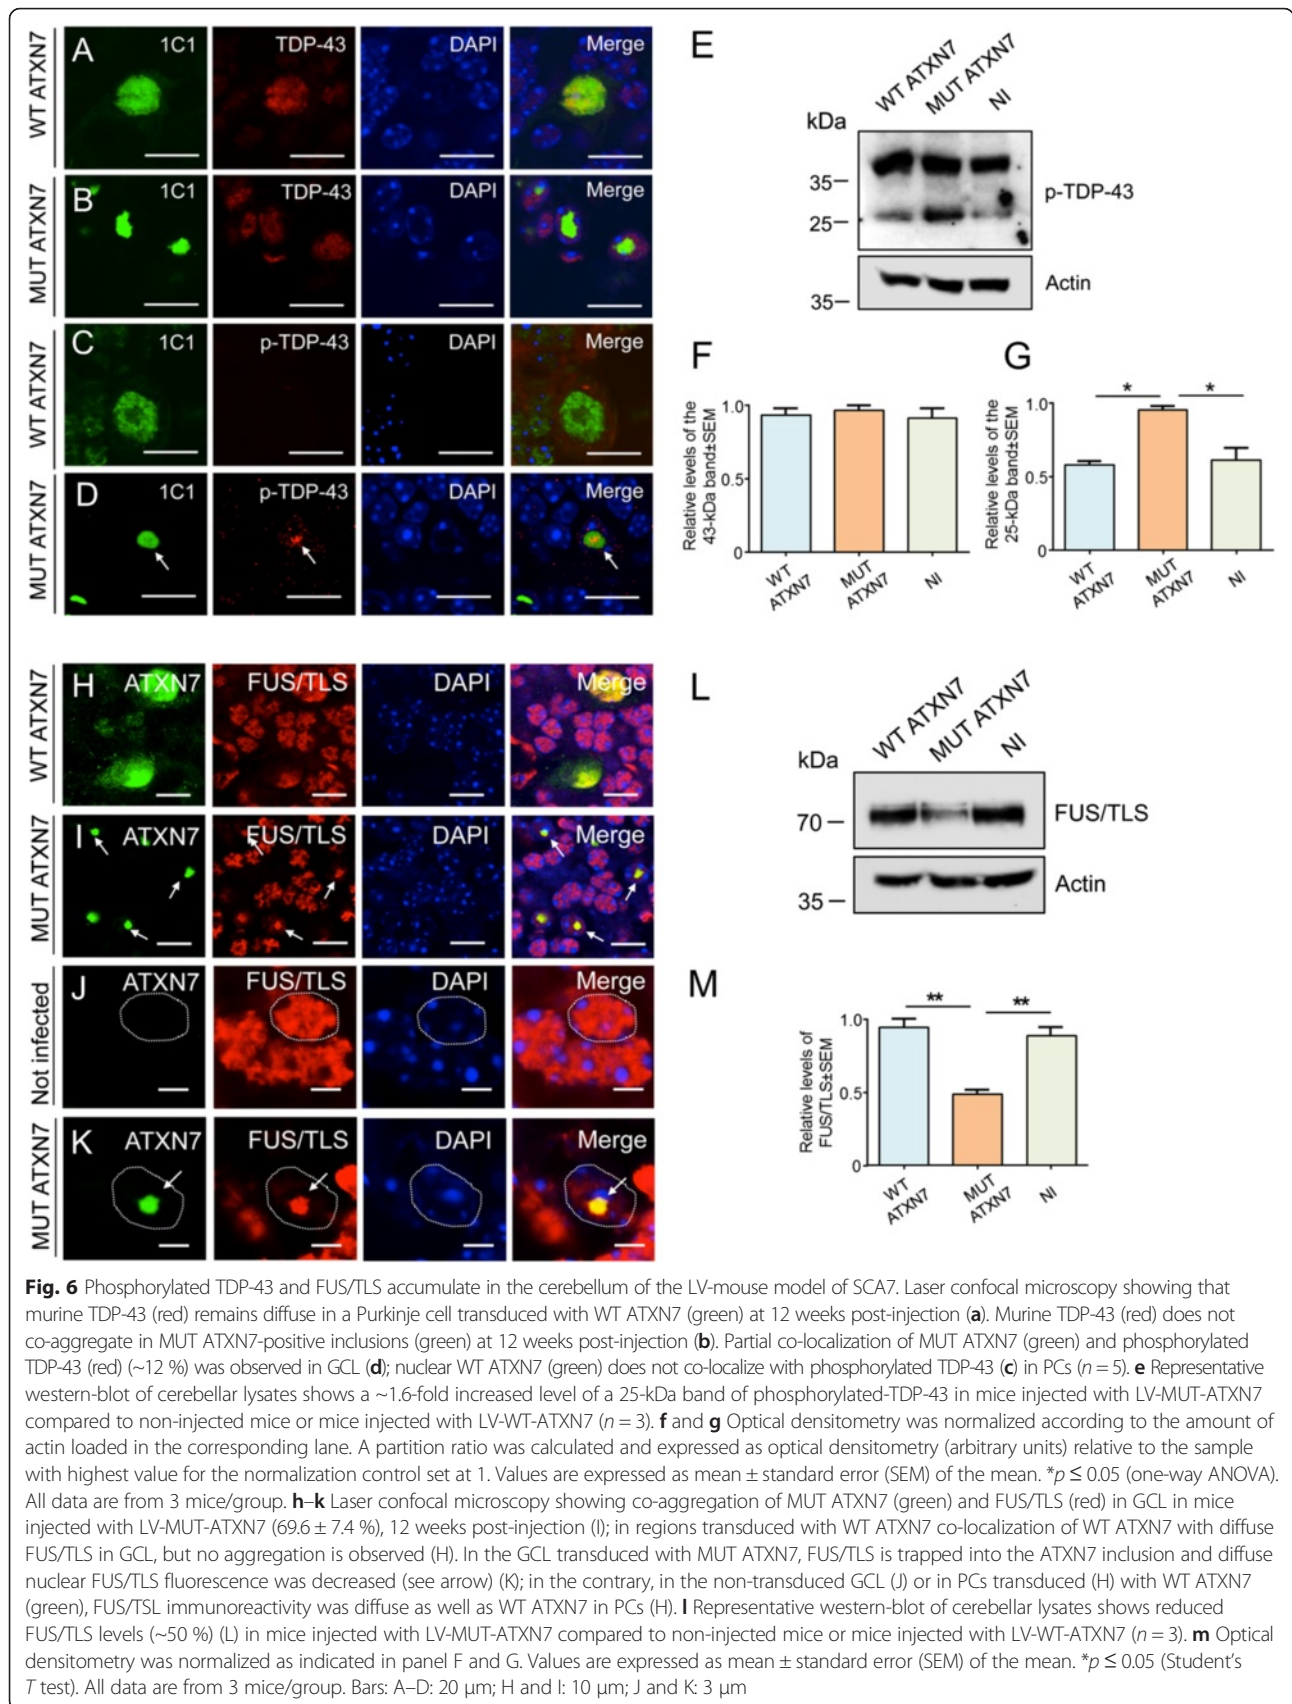 A
WT ATXN7
1C1
TDP-43
DAPI
Merge
B
MUT ATXN7
1C1
TDP-43
DAPI
Merge
C
WT ATXN7
1C1
p-TDP-43
DAPI
Merge
D
MUT ATXN7
1C1
p-TDP-43
DAPI
Merge
E
WT ATXN7
MUT ATXN7
NI
kDa
35
25
p-TDP-43
35
Actin
F
Relative levels of the
43-kDa band±SEM
1.0
0.5
0
WT
ATXN7
MUT
ATXN7
NI
G
Relative levels of the
25-kDa band±SEM
1.0
0.5
0
*
*
WT
ATXN7
MUT
ATXN7
NI
H
WT ATXN7
ATXN7
FUS/TLS
DAPI
Merge
I
MUT ATXN7
ATXN7
FUS/TLS
DAPI
Merge
J
Not infected
ATXN7
FUS/TLS
DAPI
Merge
K
MUT ATXN7
ATXN7
FUS/TLS
DAPI
Merge
L
WT ATXN7
MUT ATXN7
NI
kDa
70
FUS/TLS
35
Actin
M
Relative levels of
FUS/TLS±SEM
1.0
0.5
0
**
**
WT
ATXN7
MUT
ATXN7
NI
Fig. 6 Phosphorylated TDP-43 and FUS/TLS accumulate in the cerebellum of the LV-mouse model of SCA7. Laser confocal microscopy showing that
murine TDP-43 (red) remains diffuse in a Purkinje cell transduced with WT ATXN7 (green) at 12 weeks post-injection (a). Murine TDP-43 (red) does not
co-aggregate in MUT ATXN7-positive inclusions (green) at 12 weeks post-injection (b). Partial co-localization of MUT ATXN7 (green) and phosphorylated
TDP-43 (red) (~12 %) was observed in GCL (d); nuclear WT ATXN7 (green) does not co-localize with phosphorylated TDP-43 (c) in PCs (n = 5). e Representative
western-blot of cerebellar lysates shows a ~1.6-fold increased level of a 25-kDa band of phosphorylated-TDP-43 in mice injected with LV-MUT-ATXN7
compared to non-injected mice or mice injected with LV-WT-ATXN7 (n = 3). f and g Optical densitometry was normalized according to the amount of
actin loaded in the corresponding lane. A partition ratio was calculated and expressed as optical densitometry (arbitrary units) relative to the sample
with highest value for the normalization control set at 1. Values are expressed as mean ± standard error (SEM) of the mean. *p ≤ 0.05 (one-way ANOVA).
All data are from 3 mice/group. h–k Laser confocal microscopy showing co-aggregation of MUT ATXN7 (green) and FUS/TLS (red) in GCL in mice
injected with LV-MUT-ATXN7 (69.6 ± 7.4 %), 12 weeks post-injection (I); in regions transduced with WT ATXN7 co-localization of WT ATXN7 with diffuse
FUS/TLS in GCL, but no aggregation is observed (H). In the GCL transduced with MUT ATXN7, FUS/TLS is trapped into the ATXN7 inclusion and diffuse
nuclear FUS/TLS fluorescence was decreased (see arrow) (K); in the contrary, in the non-transduced GCL (J) or in PCs transduced (H) with WT ATXN7
(green), FUS/TSL immunoreactivity was diffuse as well as WT ATXN7 in PCs (H). l Representative western-blot of cerebellar lysates shows reduced
FUS/TLS levels (~50 %) (L) in mice injected with LV-MUT-ATXN7 compared to non-injected mice or mice injected with LV-WT-ATXN7 (n = 3). m Optical
densitometry was normalized as indicated in panel F and G. Values are expressed as mean ± standard error (SEM) of the mean. *p ≤ 0.05 (Student's
T test). All data are from 3 mice/group. Bars: A–D: 20 μm; H and I: 10 μm; J and K: 3 μm